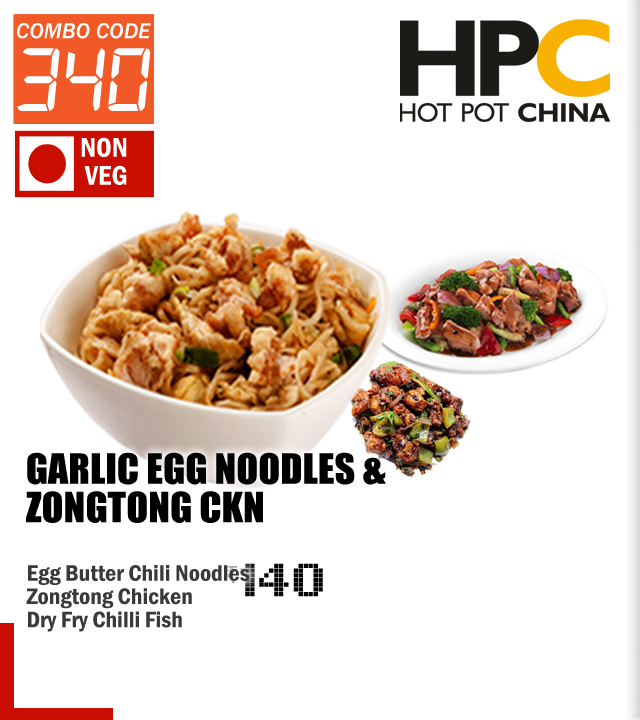 COMBO CODE
340
NON
VEG
HPC
HOT POT CHINA
GARLIC EGG NOODLES &
ZONGTONG CKN
Egg Butter Chili Noodles
140
Zongtong Chicken
Dry Fry Chilli Fish